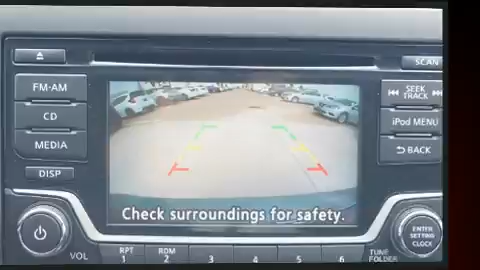 SCAN
FM·AM
SEEK
TRACK
CD
iPod MENU
MEDIA
BACK
DISP
Check surroundings for safety.
ENTER
SETTING
CLOCK
VOL
RPT
1
RDM
2
3
4
5
6
TUNE
FOLDER